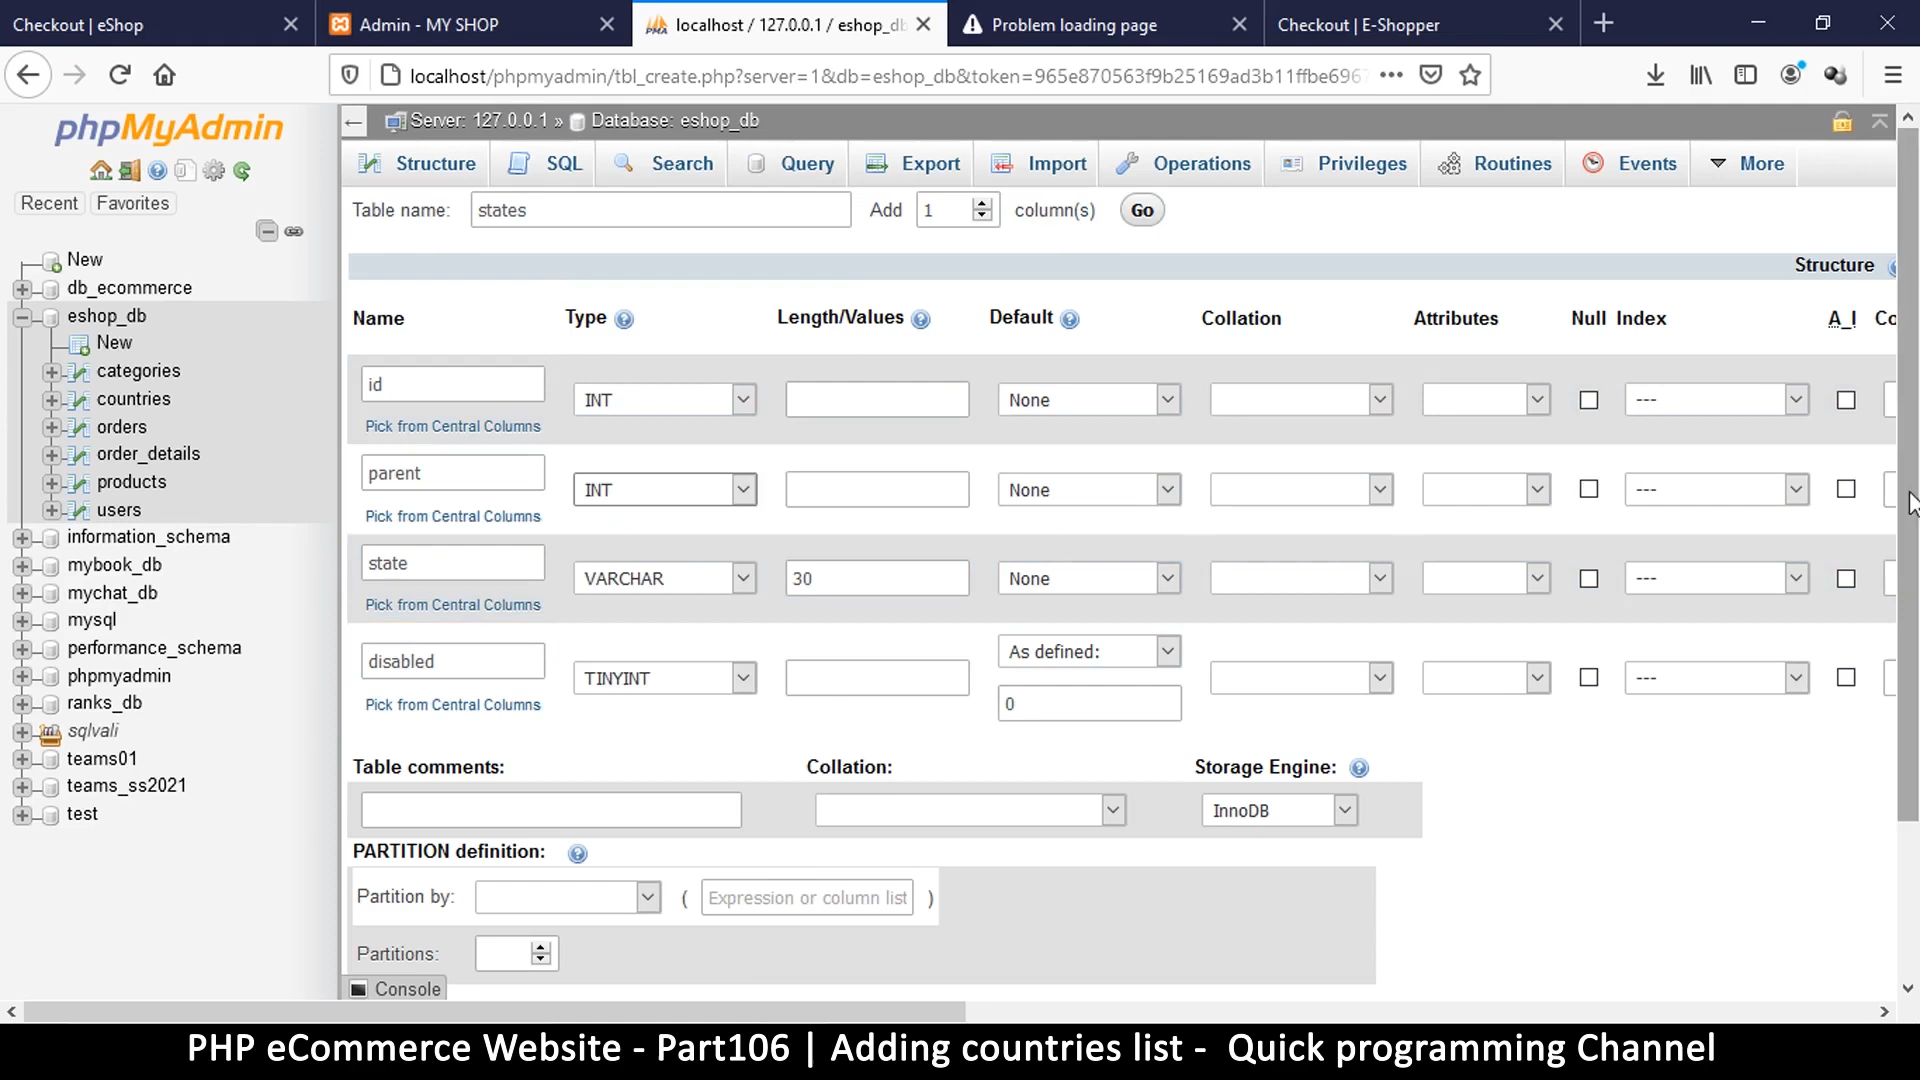 Checkout | eShop
Admin - MY SHOP
PMA localhost / 127.0.0.1 / eshop_db
Problem loading page
Checkout | E-Shopper
localhost/phpmyadmin/tbl_create.php?server=1&db=eshop_db&token=965e870563f9b25169ad3b11ffbe6967
phpMyAdmin
Recent Favorites
New
db_ecommerce
eshop_db
New
categories
countries
orders
order_details
products
users
information_schema
mybook_db
mychat_db
mysql
performance_schema
phpmyadmin
ranks_db
sqlvali
teams01
teams_ss2021
test
Server: 127.0.0.1 » Database: eshop_db
Structure SQL Search Query Export Import Operations Privileges Routines Events More
Table name: states Add 1 column(s) Go
Structure
Name Type Length/Values Default Collation Attributes Null Index A_I Co
id INT None ---
Pick from Central Columns
parent INT None ---
Pick from Central Columns
state VARCHAR 30 None ---
Pick from Central Columns
disabled TINYINT As defined: ---
0
Pick from Central Columns
Table comments: Collation: Storage Engine:
InnoDB
PARTITION definition:
Partition by: ( Expression or column list )
Partitions:
Console
PHP eCommerce Website - Part106 | Adding countries list - Quick programming Channel